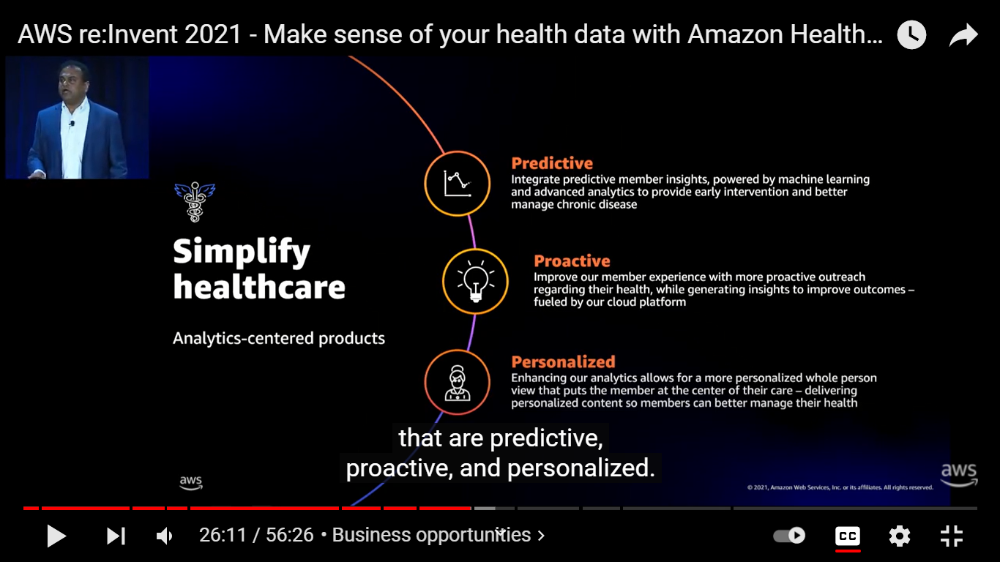 AWS re:Invent 2021 - Make sense of your health data with Amazon Health...
Predictive
Integrate predictive member insights, powered by machine learning
and advanced analytics to provide early intervention and better
manage chronic disease
Simplify
healthcare
Analytics-centered products
Proactive
Improve our member experience with more proactive outreach
regarding their health, while generating insights to improve outcomes –
fueled by our cloud platform
Personalized
Enhancing our analytics allows for a more personalized whole person
view that puts the member at the center of their care – delivering
personalized content so members can better manage their health
that are predictive,
proactive, and personalized.
aws
© 2021, Amazon Web Services, Inc. or its affiliates. All rights reserved.
aws
26:11 / 56:26 • Business opportunities >
CC